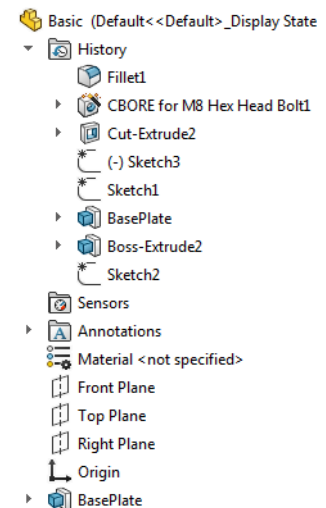 Basic (Default<<Default>_Display State
History
Fillet1
CBORE for M8 Hex Head Bolt1
Cut-Extrude2
(-) Sketch3
Sketch1
BasePlate
Boss-Extrude2
Sketch2
Sensors
Annotations
Material <not specified>
Front Plane
Top Plane
Right Plane
Origin
BasePlate